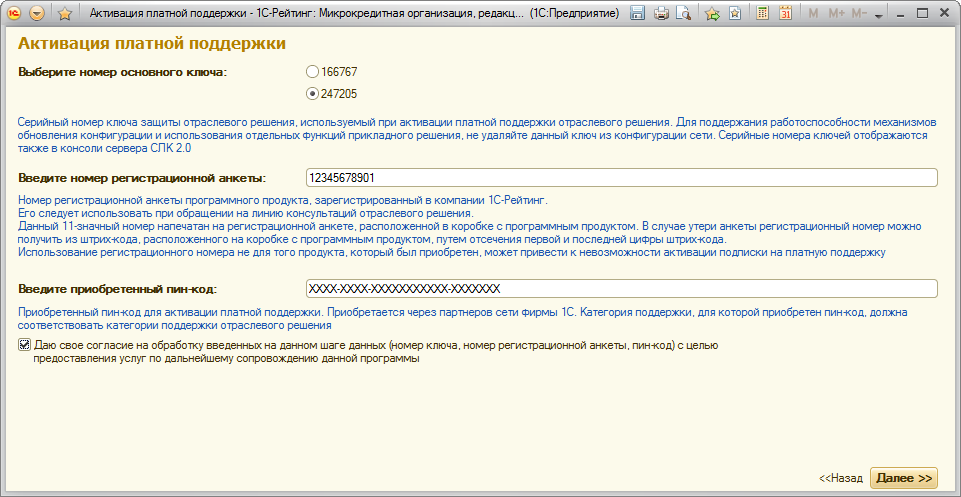 Активация платной поддержки - 1С-Рейтинг: Микрокредитная организация, редакц... (1С:Предприятие)
M M+ M-
Активация платной поддержки
Выберите номер основного ключа:
166767
247205
Серийный номер ключа защиты отраслевого решения, используемый при активации платной поддержки отраслевого решения. Для поддержания работоспособности механизмов
обновления конфигурации и использования отдельных функций прикладного решения, не удаляйте данный ключ из конфигурации сети. Серийные номера ключей отображаются
также в консоли сервера СЛК 2.0
Введите номер регистрационной анкеты:
12345678901
Номер регистрационной анкеты программного продукта, зарегистрированный в компании 1С-Рейтинг.
Его следует использовать при обращении на линию консультаций отраслевого решения.
Данный 11-значный номер напечатан на регистрационной анкете, расположенной в коробке с программным продуктом. В случае утери анкеты регистрационный номер можно
получить из штрих-кода, расположенного на коробке с программным продуктом, путем отсечения первой и последней цифры штрих-кода.
Использование регистрационного номера не для того продукта, который был приобретен, может привести к невозможности активации подписки на платную поддержку
Введите приобретенный пин-код:
XXXX-XXXX-XXXXXXXXXXX-XXXXXXX
Приобретенный пин-код для активации платной поддержки. Приобретается через партнеров сети фирмы 1С. Категория поддержки, для которой приобретен пин-код, должна
соответствовать категории поддержки отраслевого решения
Даю свое согласие на обработку введенных на данном шаге данных (номер ключа, номер регистрационной анкеты, пин-код) с целью
предоставления услуг по дальнейшему сопровождению данной программы
<<Назад
Далее >>